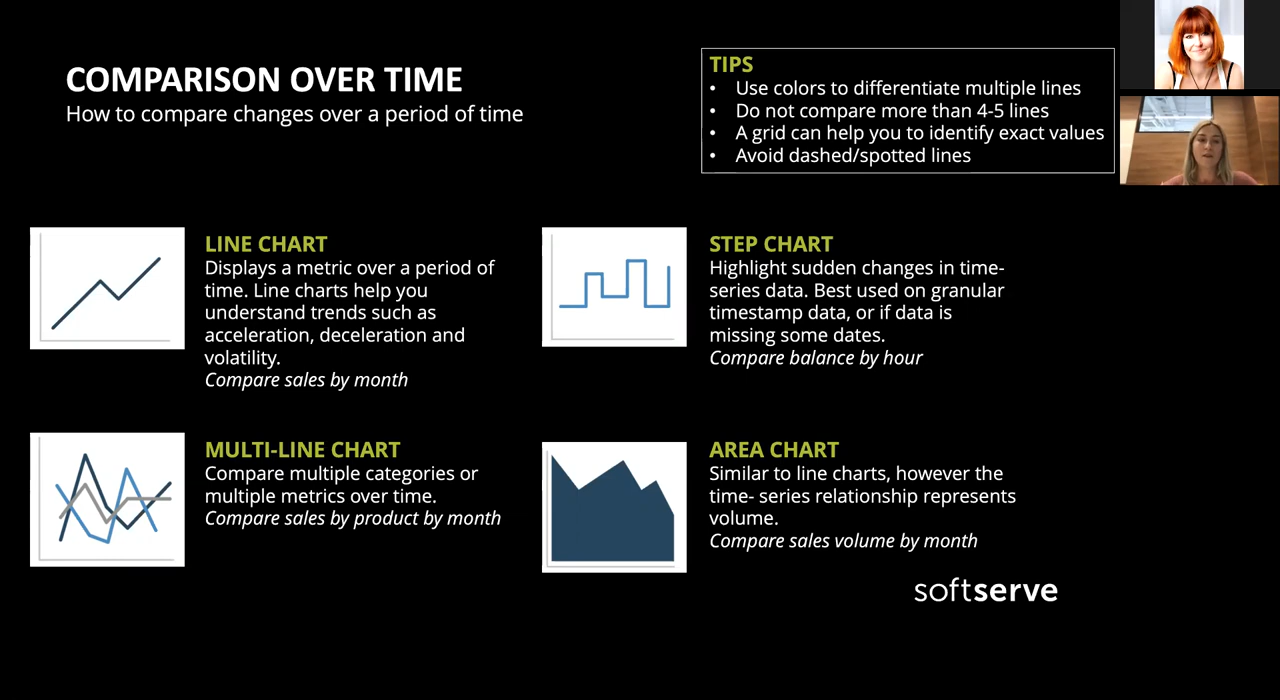 COMPARISON OVER TIME
How to compare changes over a period of time
TIPS
• Use colors to differentiate multiple lines
• Do not compare more than 4-5 lines
• A grid can help you to identify exact values
• Avoid dashed/spotted lines
LINE CHART
Displays a metric over a period of
time. Line charts help you
understand trends such as
acceleration, deceleration and
volatility.
Compare sales by month
STEP CHART
Highlight sudden changes in time-
series data. Best used on granular
timestamp data, or if data is
missing some dates.
Compare balance by hour
MULTI-LINE CHART
Compare multiple categories or
multiple metrics over time.
Compare sales by product by month
AREA CHART
Similar to line charts, however the
time- series relationship represents
volume.
Compare sales volume by month
softserve